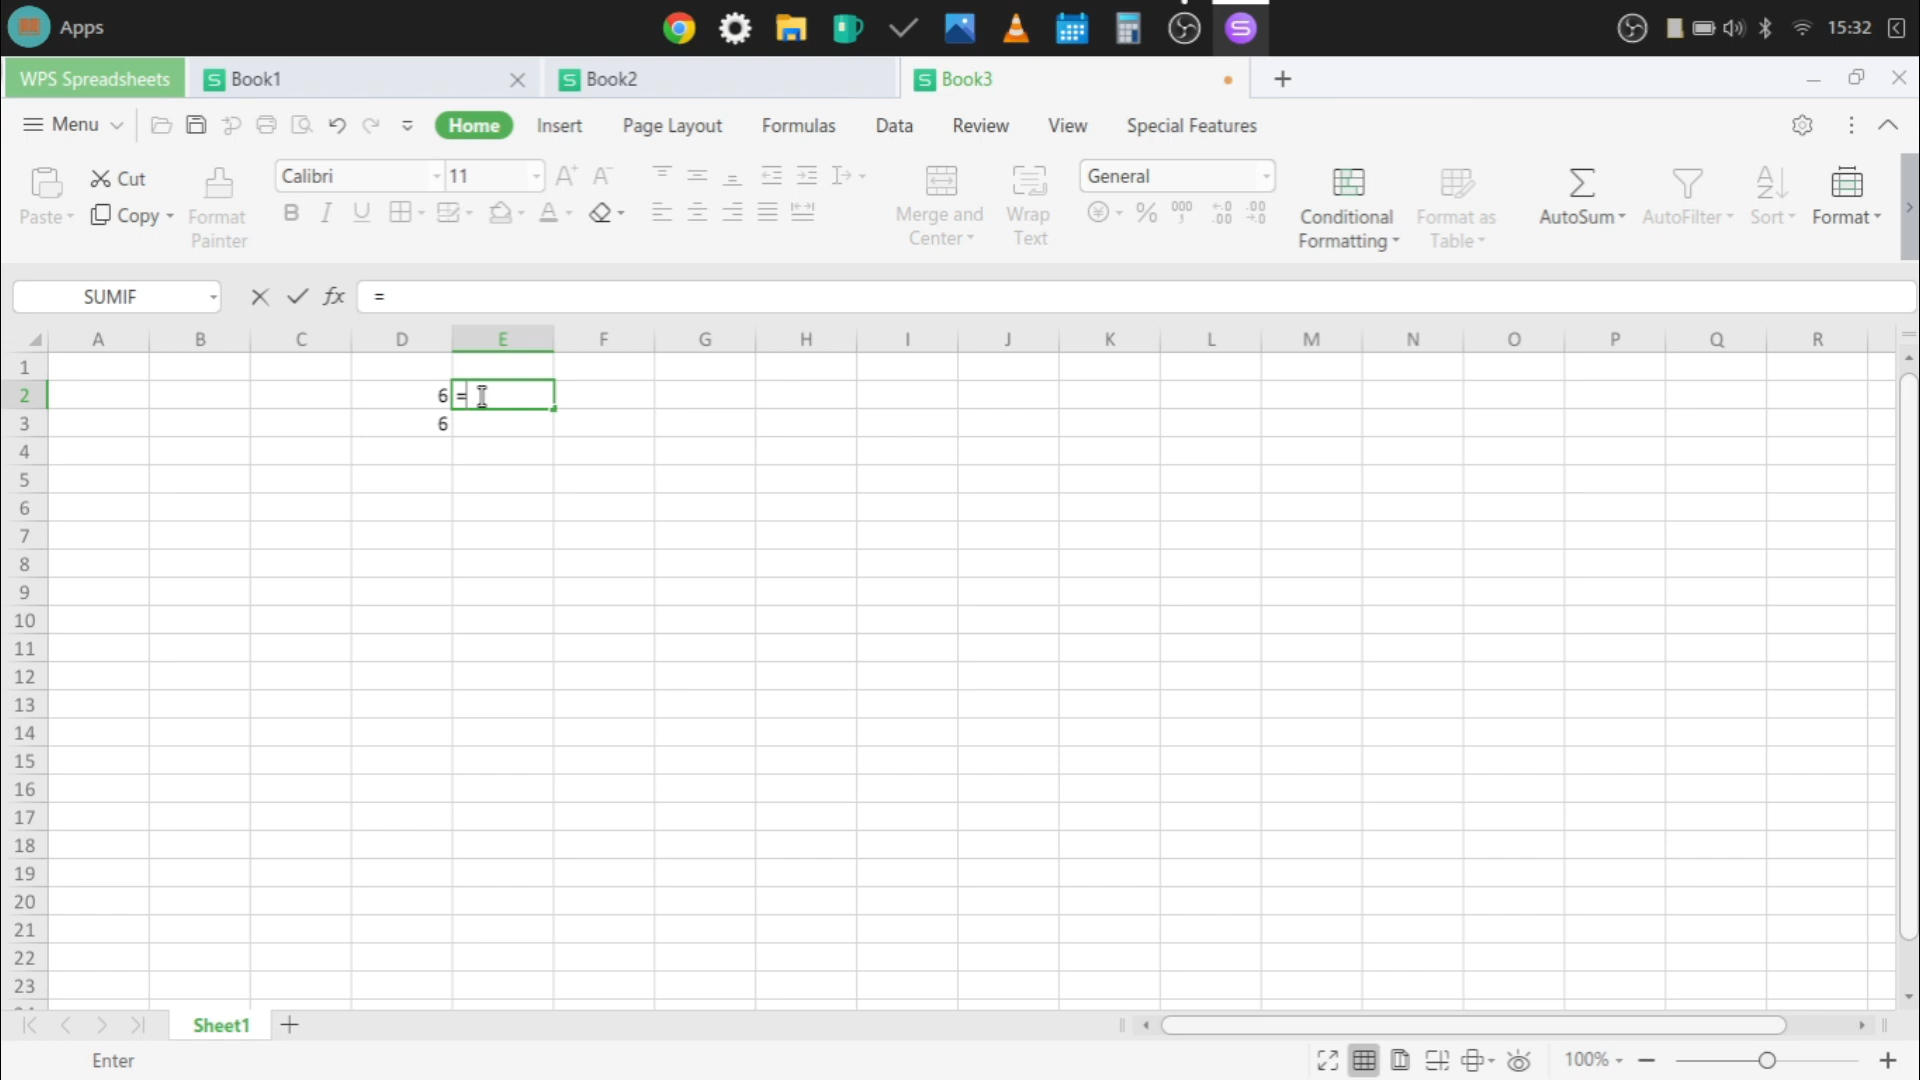 Apps 15:32
WPS Spreadsheets Book1 Book2 Book3
Menu Home Insert Page Layout Formulas Data Review View Special Features
Paste Cut Copy Format Painter Calibri 11 Merge and Center Wrap Text General Conditional Formatting Format as Table AutoSum AutoFilter Sort Format
SUMIF fx =
A B C D E F G H I J K L M N O P Q R
1
2 6 =
3 6
4
5
6
7
8
9
10
11
12
13
14
15
16
17
18
19
20
21
22
23
Sheet1
Enter 100%